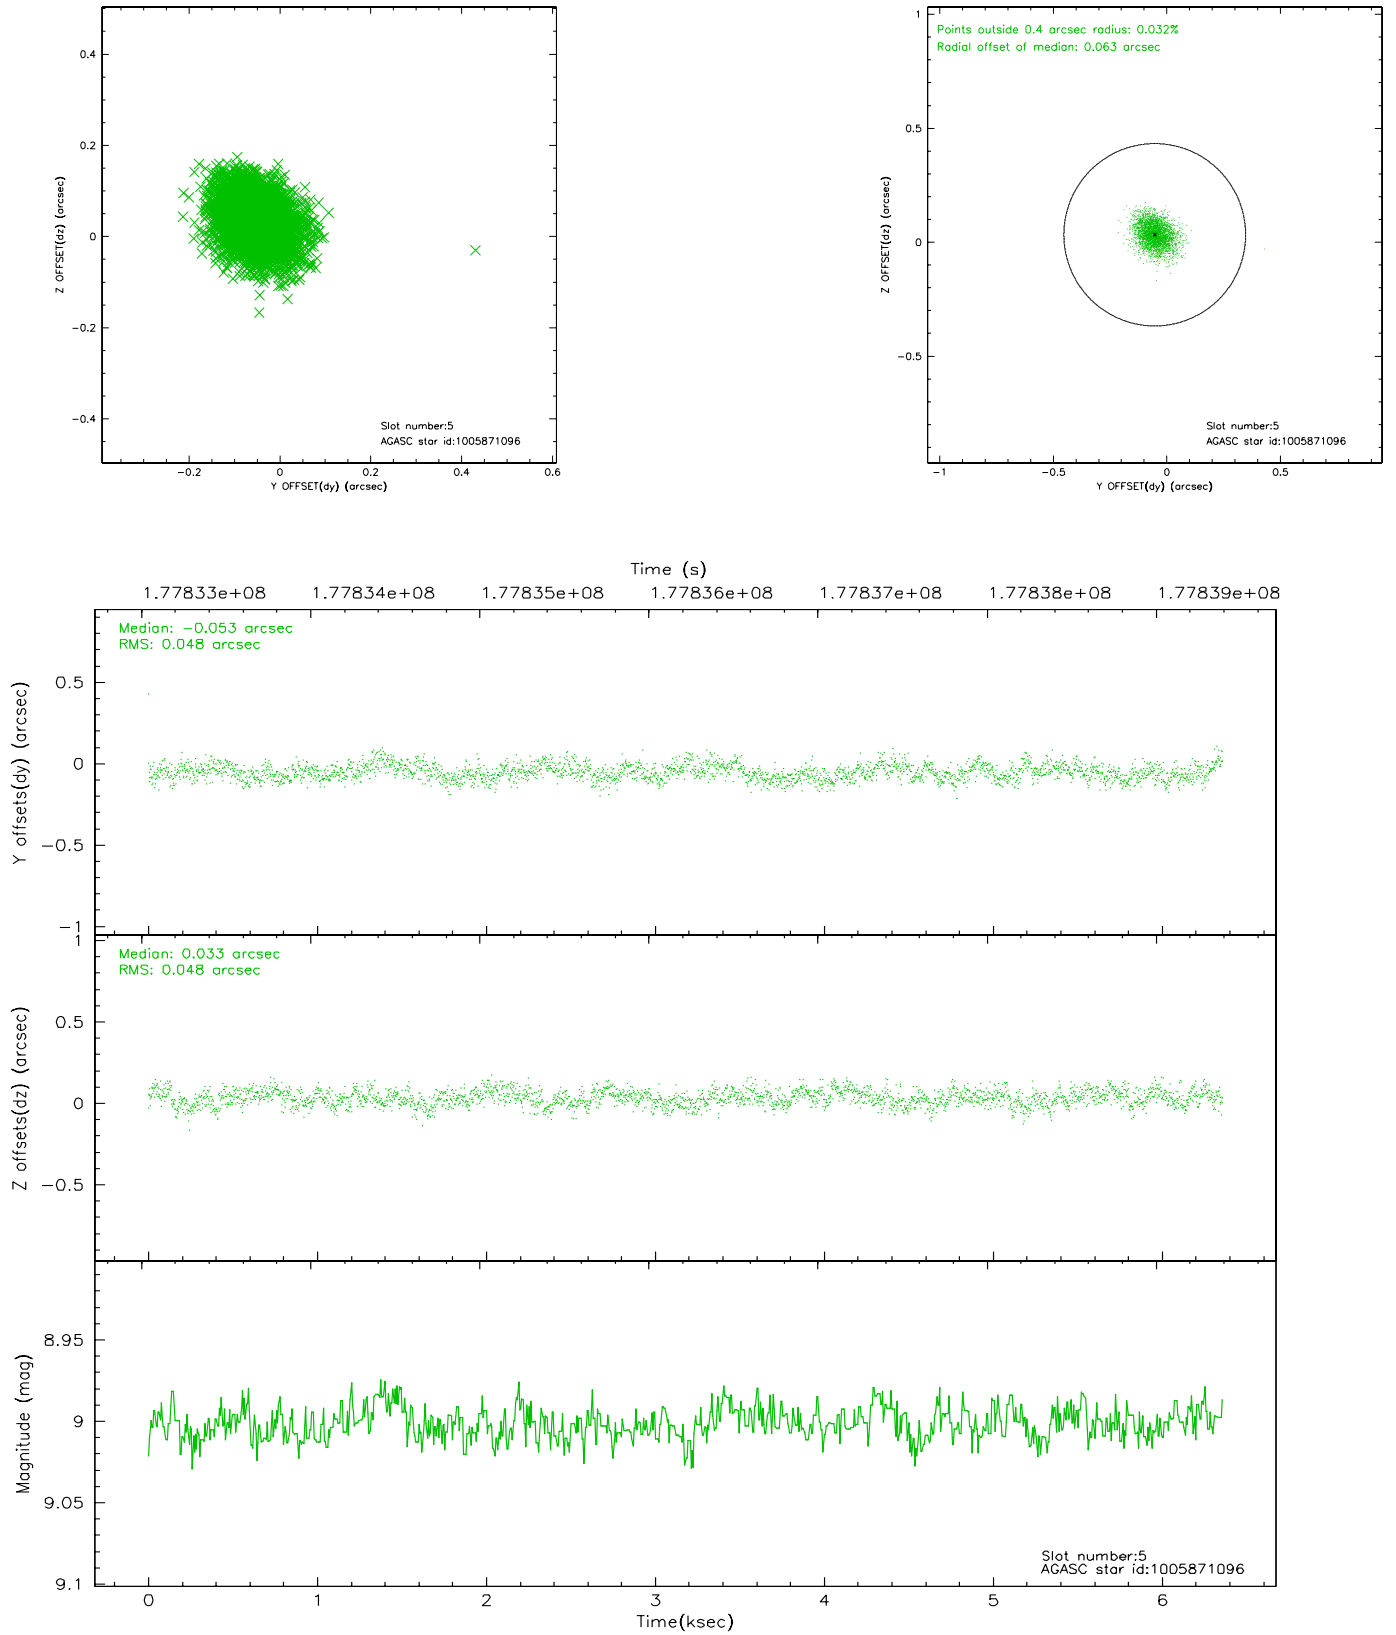 0.4
0.2
0
−0.2
−0.4
Z OFFSET(dz) (arcsec)
Slot number:5
AGASC star id:1005871096
−0.2 0 0.2 0.4 0.6
Y OFFSET(dy) (arcsec)
Points outside 0.4 arcsec radius: 0.032%
Radial offset of median: 0.063 arcsec
1
0.5
0
−0.5
Z OFFSET(dz) (arcsec)
Slot number:5
AGASC star id:1005871096
−1 −0.5 0 0.5
Y OFFSET(dy) (arcsec)
Time (s)
1.77833e+08 1.77834e+08 1.77835e+08 1.77836e+08 1.77837e+08 1.77838e+08 1.77839e+08
Median: −0.053 arcsec
RMS: 0.048 arcsec
0.5
0
−0.5
−1
Y offsets(dy) (arcsec)
Median: 0.033 arcsec
RMS: 0.048 arcsec
1
0.5
0
−0.5
Z offsets(dz) (arcsec)
8.95
9
9.05
9.1
Magnitude (mag)
Slot number:5
AGASC star id:1005871096
0 1 2 3 4 5 6
Time(ksec)